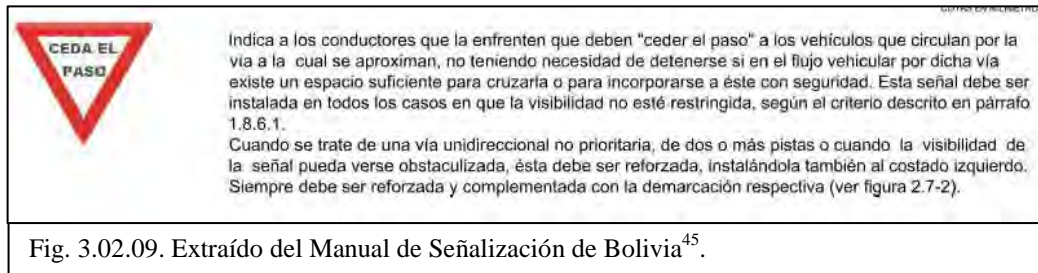 COTAS EN MILIMETRO
CEDA EL
PASO
Indica a los conductores que la enfrenten que deben "ceder el paso" a los vehículos que circulan por la
vía a la cual se aproximan, no teniendo necesidad de detenerse si en el flujo vehicular por dicha vía
existe un espacio suficiente para cruzarla o para incorporarse a éste con seguridad. Esta señal debe ser
instalada en todos los casos en que la visibilidad no esté restringida, según el criterio descrito en párrafo
1.8.6.1.
Cuando se trate de una vía unidireccional no prioritaria, de dos o más pistas o cuando la visibilidad de
la señal pueda verse obstaculizada, ésta debe ser reforzada, instalándola también al costado izquierdo.
Siempre debe ser reforzada y complementada con la demarcación respectiva (ver figura 2.7-2).
Fig. 3.02.09. Extraído del Manual de Señalización de Bolivia45.